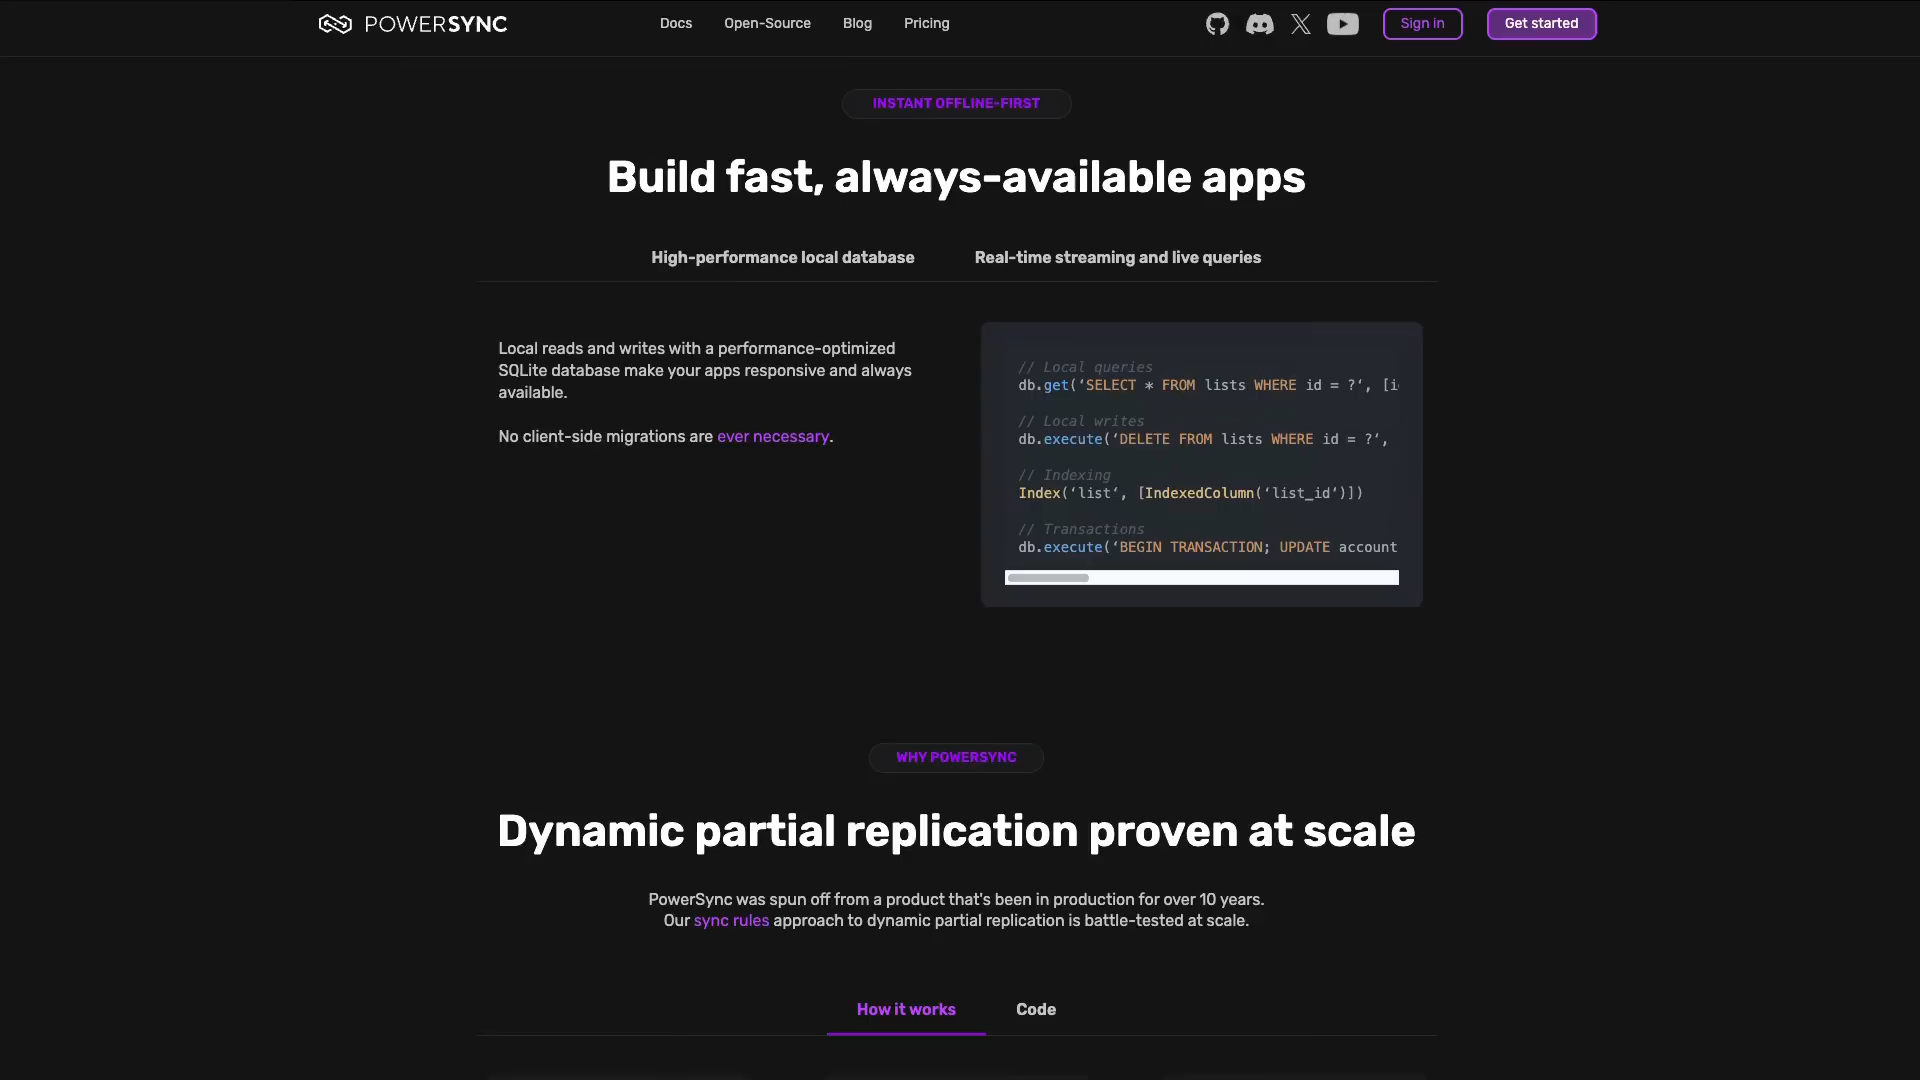 POWERSYNC
Docs
Open-Source
Blog
Pricing
Sign in
Get started
INSTANT OFFLINE-FIRST
Build fast, always-available apps
High-performance local database
Real-time streaming and live queries
Local reads and writes with a performance-optimized
SQLite database make your apps responsive and always
available.
No client-side migrations are ever necessary.
// Local queries
db.get(‘SELECT * FROM lists WHERE id = ?‘, [i
// Local writes
db.execute(‘DELETE FROM lists WHERE id = ?‘,
// Indexing
Index(‘list‘, [IndexedColumn(‘list_id‘)])
// Transactions
db.execute(‘BEGIN TRANSACTION; UPDATE account
WHY POWERSYNC
Dynamic partial replication proven at scale
PowerSync was spun off from a product that's been in production for over 10 years.
Our sync rules approach to dynamic partial replication is battle-tested at scale.
How it works
Code